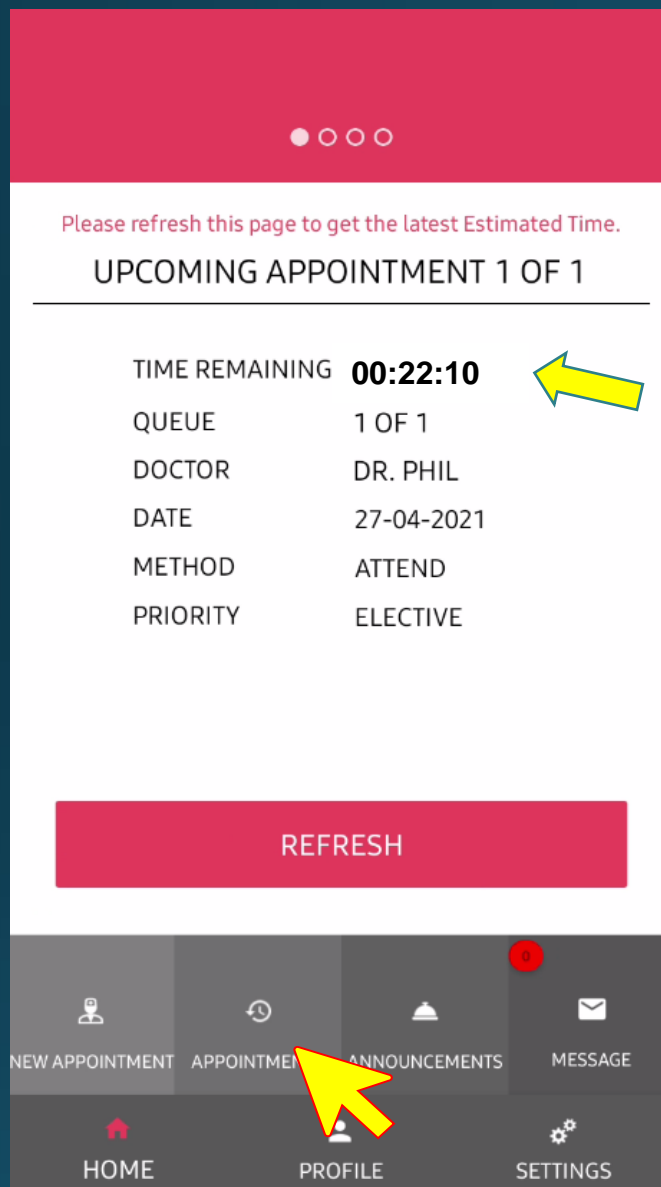 Please refresh this page to get the latest Estimated Time.
UPCOMING APPOINTMENT 1 OF 1
TIME REMAINING 00:22:10
QUEUE 1 OF 1
DOCTOR DR. PHIL
DATE 27-04-2021
METHOD ATTEND
PRIORITY ELECTIVE
REFRESH
0
NEW APPOINTMENT APPOINTMEN ANNOUNCEMENTS MESSAGE
HOME PROFILE SETTINGS